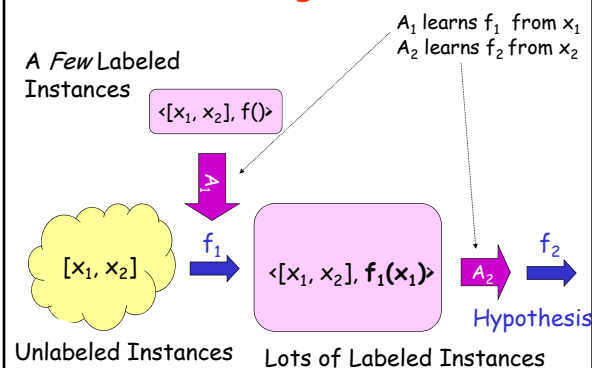 A₁ learns f₁ from x₁
A₂ learns f₂ from x₂
A Few Labeled
Instances
<[x₁, x₂], f()>
A₁
f₁
[x₁, x₂]
<[x₁, x₂], f₁(x₁)>
A₂
f₂
Hypothesis
Unlabeled Instances
Lots of Labeled Instances